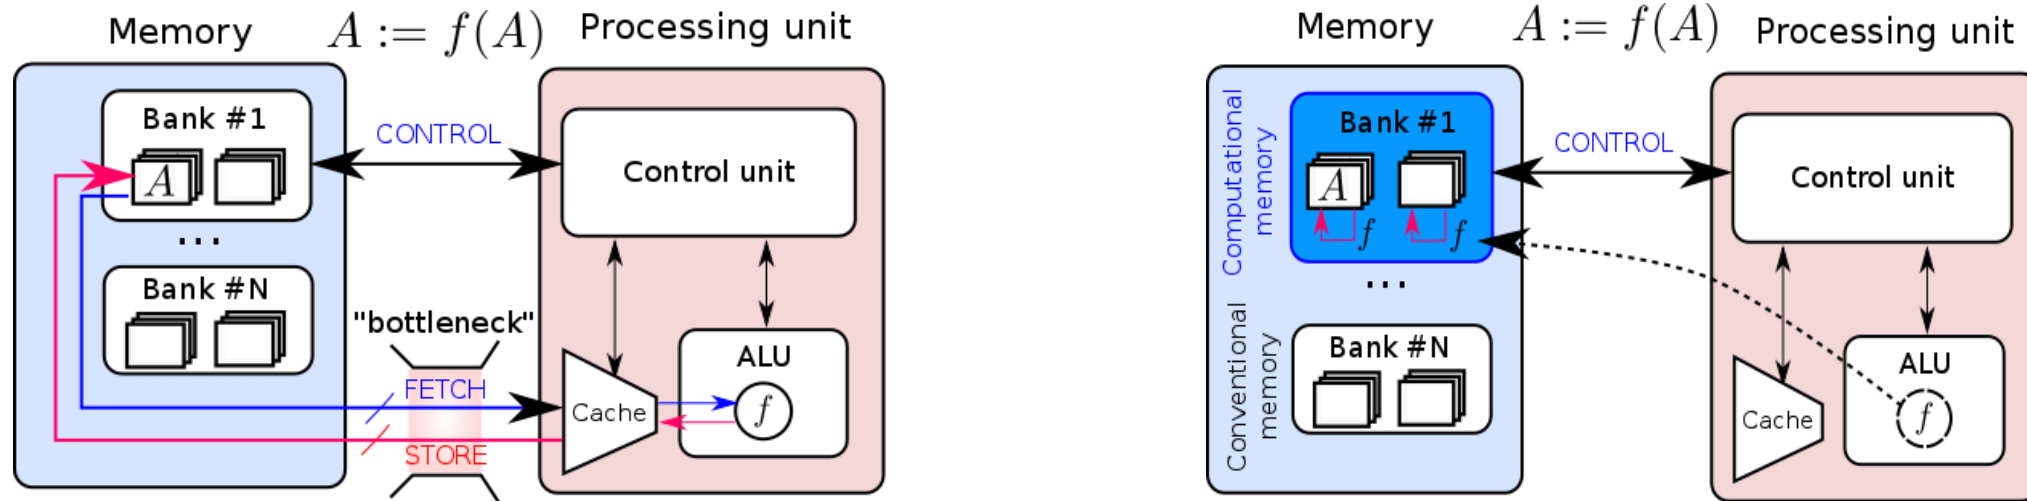 Memory
A := f(A)
Processing unit
Bank #1
A
...
Bank #N
CONTROL
Control unit
"bottleneck"
FETCH
STORE
Cache
ALU
f
Memory
A := f(A)
Processing unit
Computational
memory
Bank #1
A
f
f
...
Conventional
memory
Bank #N
CONTROL
Control unit
Cache
ALU
f